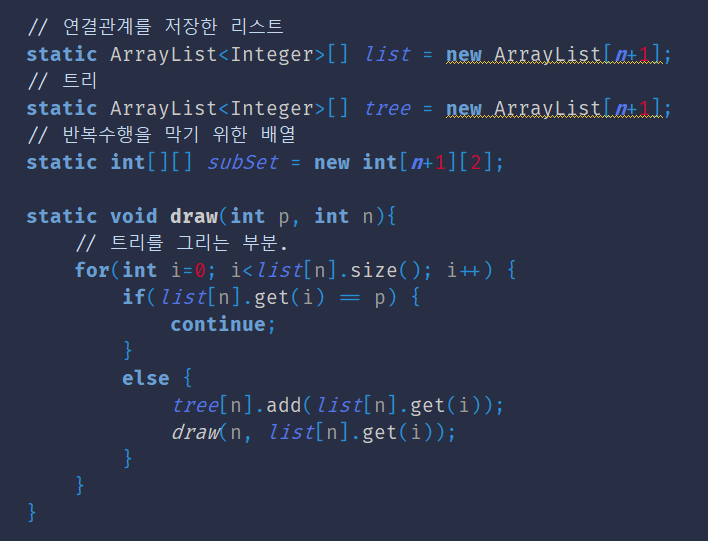 // 연결관계를 저장한 리스트
static ArrayList<Integer>[] list = new ArrayList[n+1];
// 트리
static ArrayList<Integer>[] tree = new ArrayList[n+1];
// 반복수행을 막기 위한 배열
static int[][] subSet = new int[n+1][2];
static void draw(int p, int n){
// 트리를 그리는 부분.
for(int i=0; i<list[n].size(); i++) {
if(list[n].get(i) == p) {
continue;
}
else {
tree[n].add(list[n].get(i));
draw(n, list[n].get(i));
}
}
}